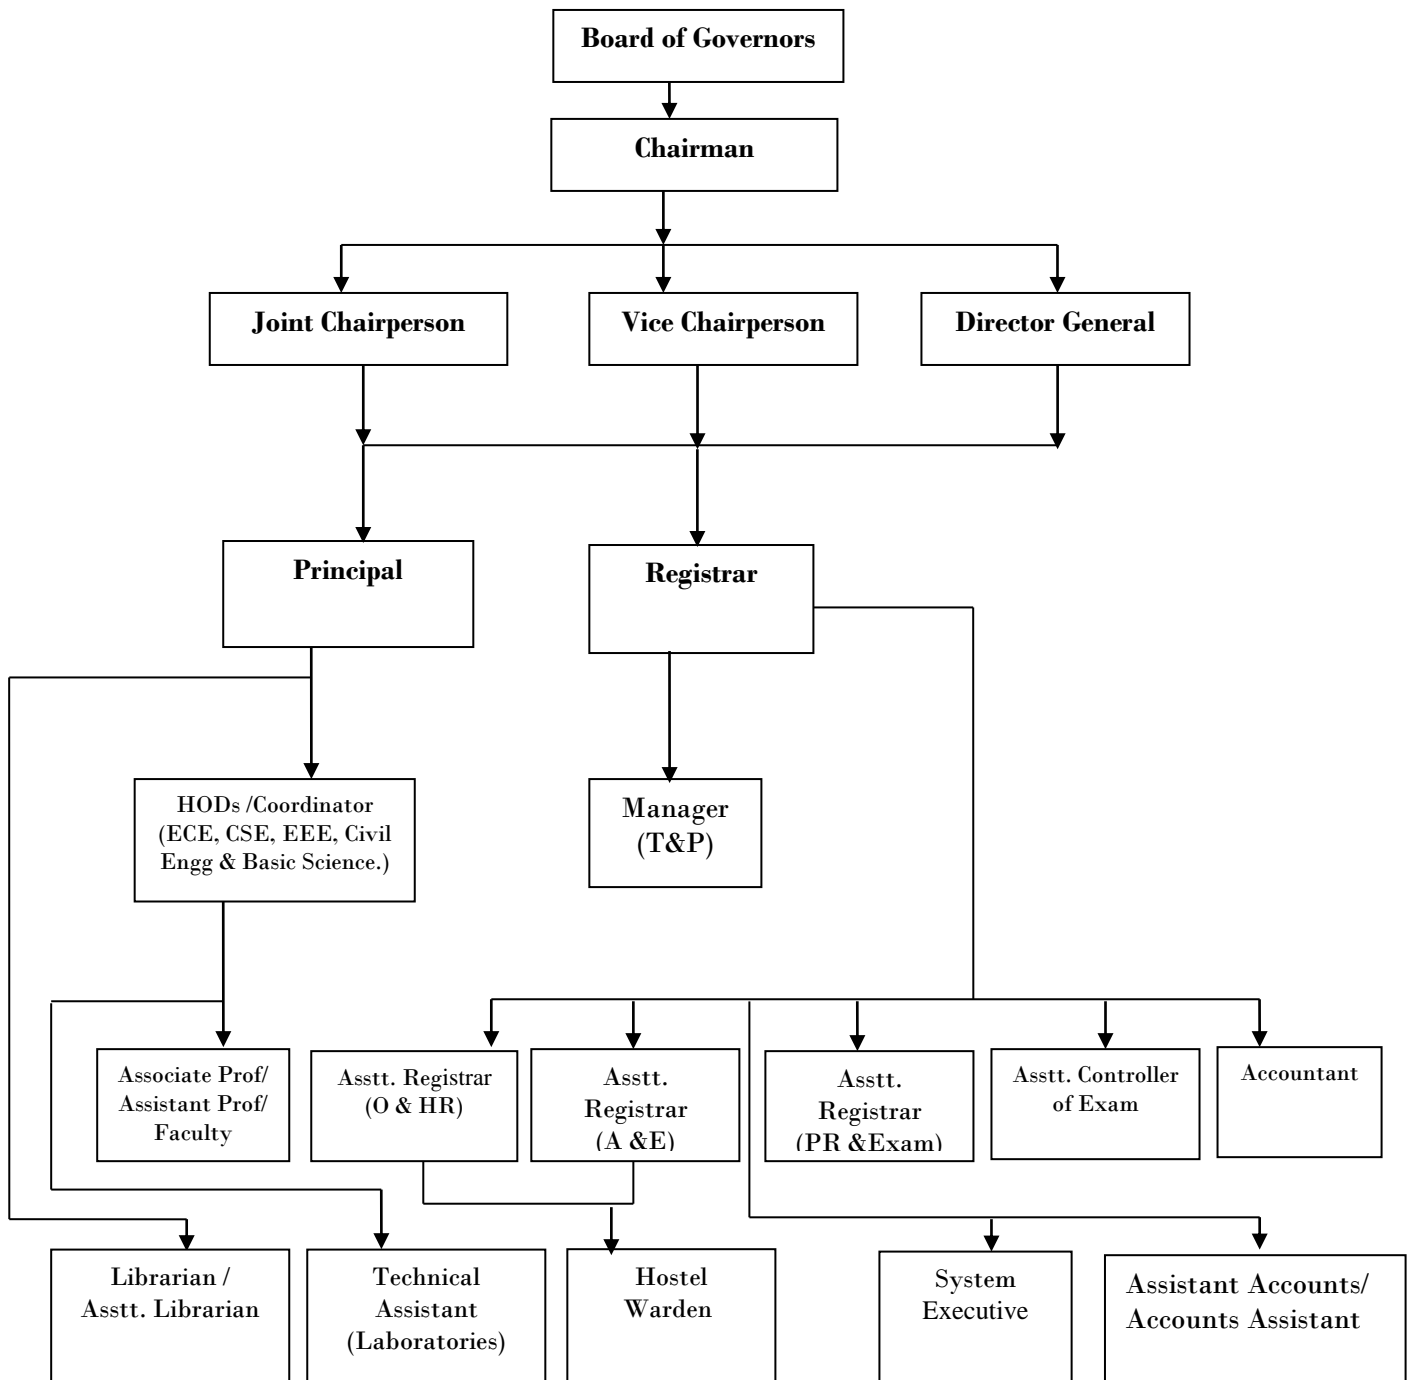 Board of Governors
Chairman
Joint Chairperson
Vice Chairperson
Director General
Principal
Registrar
HODs /Coordinator
(ECE, CSE, EEE, Civil
Engg & Basic Science.)
Manager
(T&P)
Associate Prof/
Assistant Prof/
Faculty
Asstt. Registrar
(O & HR)
Asstt.
Registrar
(A &E)
Asstt.
Registrar
(PR &Exam)
Asstt. Controller
of Exam
Accountant
Librarian /
Asstt. Librarian
Technical
Assistant
(Laboratories)
Hostel
Warden
System
Executive
Assistant Accounts/
Accounts Assistant